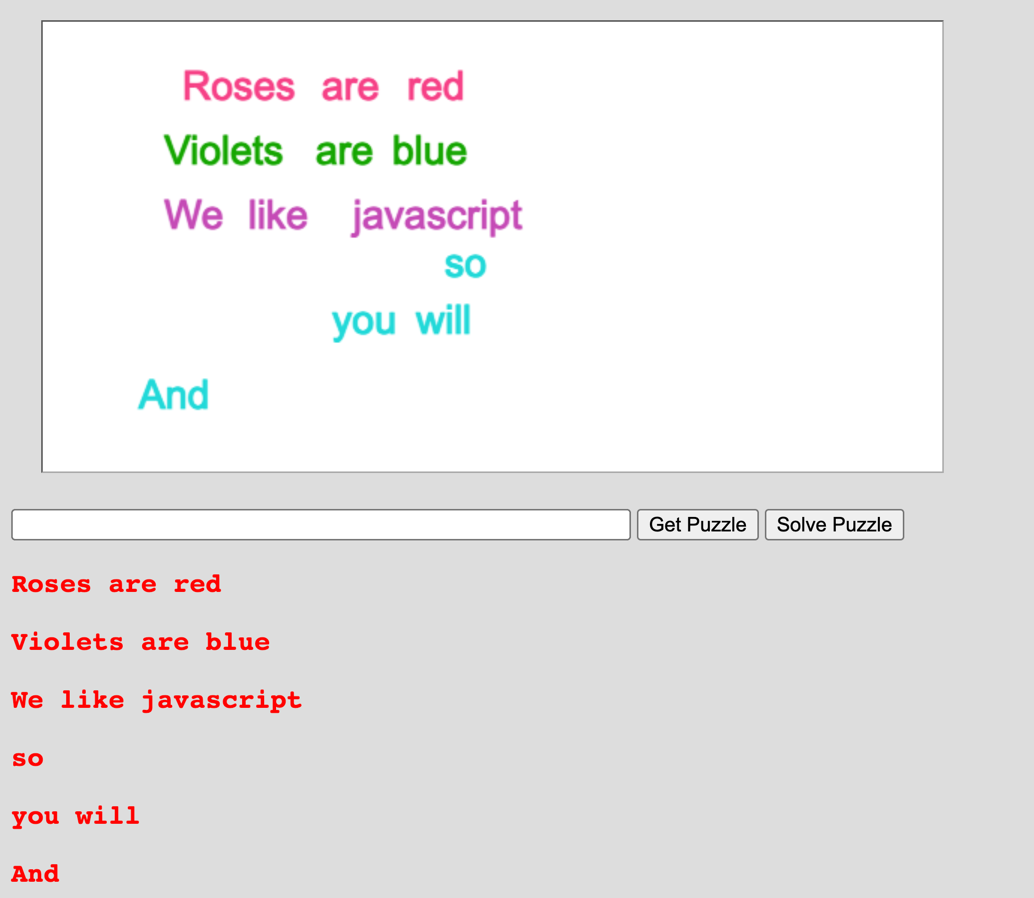 Roses are red
Violets are blue
We like javascript
so
you will
And
Get Puzzle Solve Puzzle
Roses are red
Violets are blue
We like javascript
so
you will
And